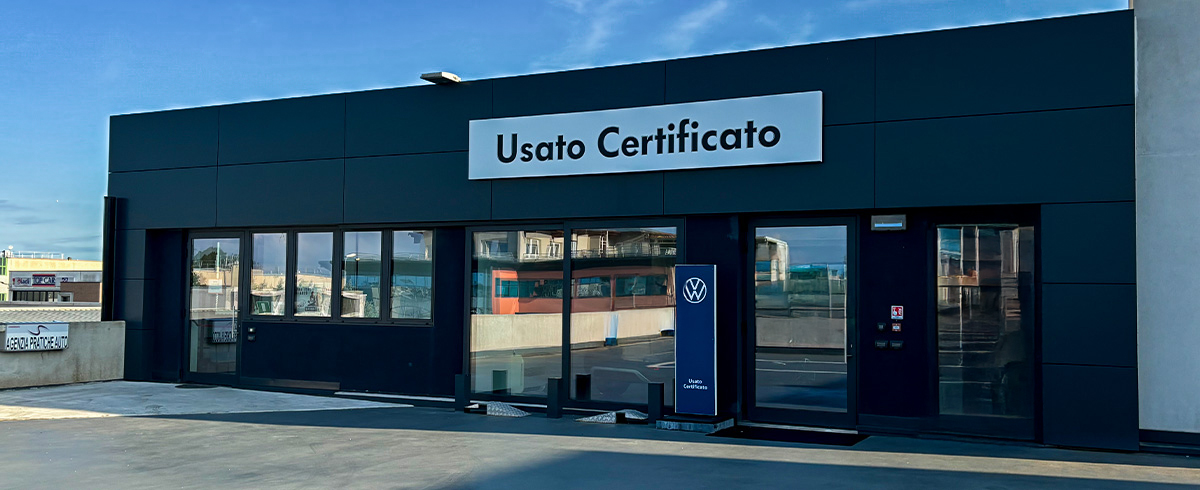 Usato Certificato
AGENZIA PRATICHE AUTO
Usato
Certificato